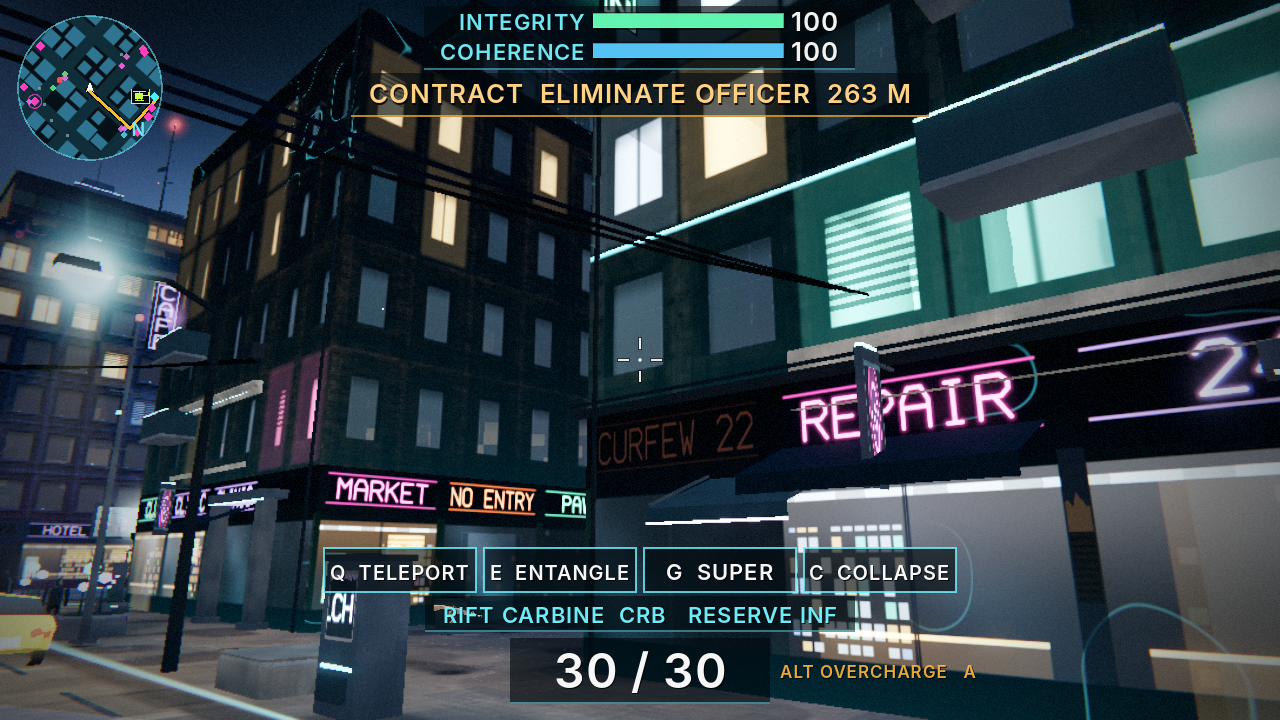 INTEGRITY 100
COHERENCE 100
CONTRACT ELIMINATE OFFICER 263 M
N
REPAIR
CURFEW 22
MARKET
NO ENTRY
HOTEL
Q TELEPORT
E ENTANGLE
G SUPER
C COLLAPSE
RIFT CARBINE CRB RESERVE INF
30 / 30
ALT OVERCHARGE A